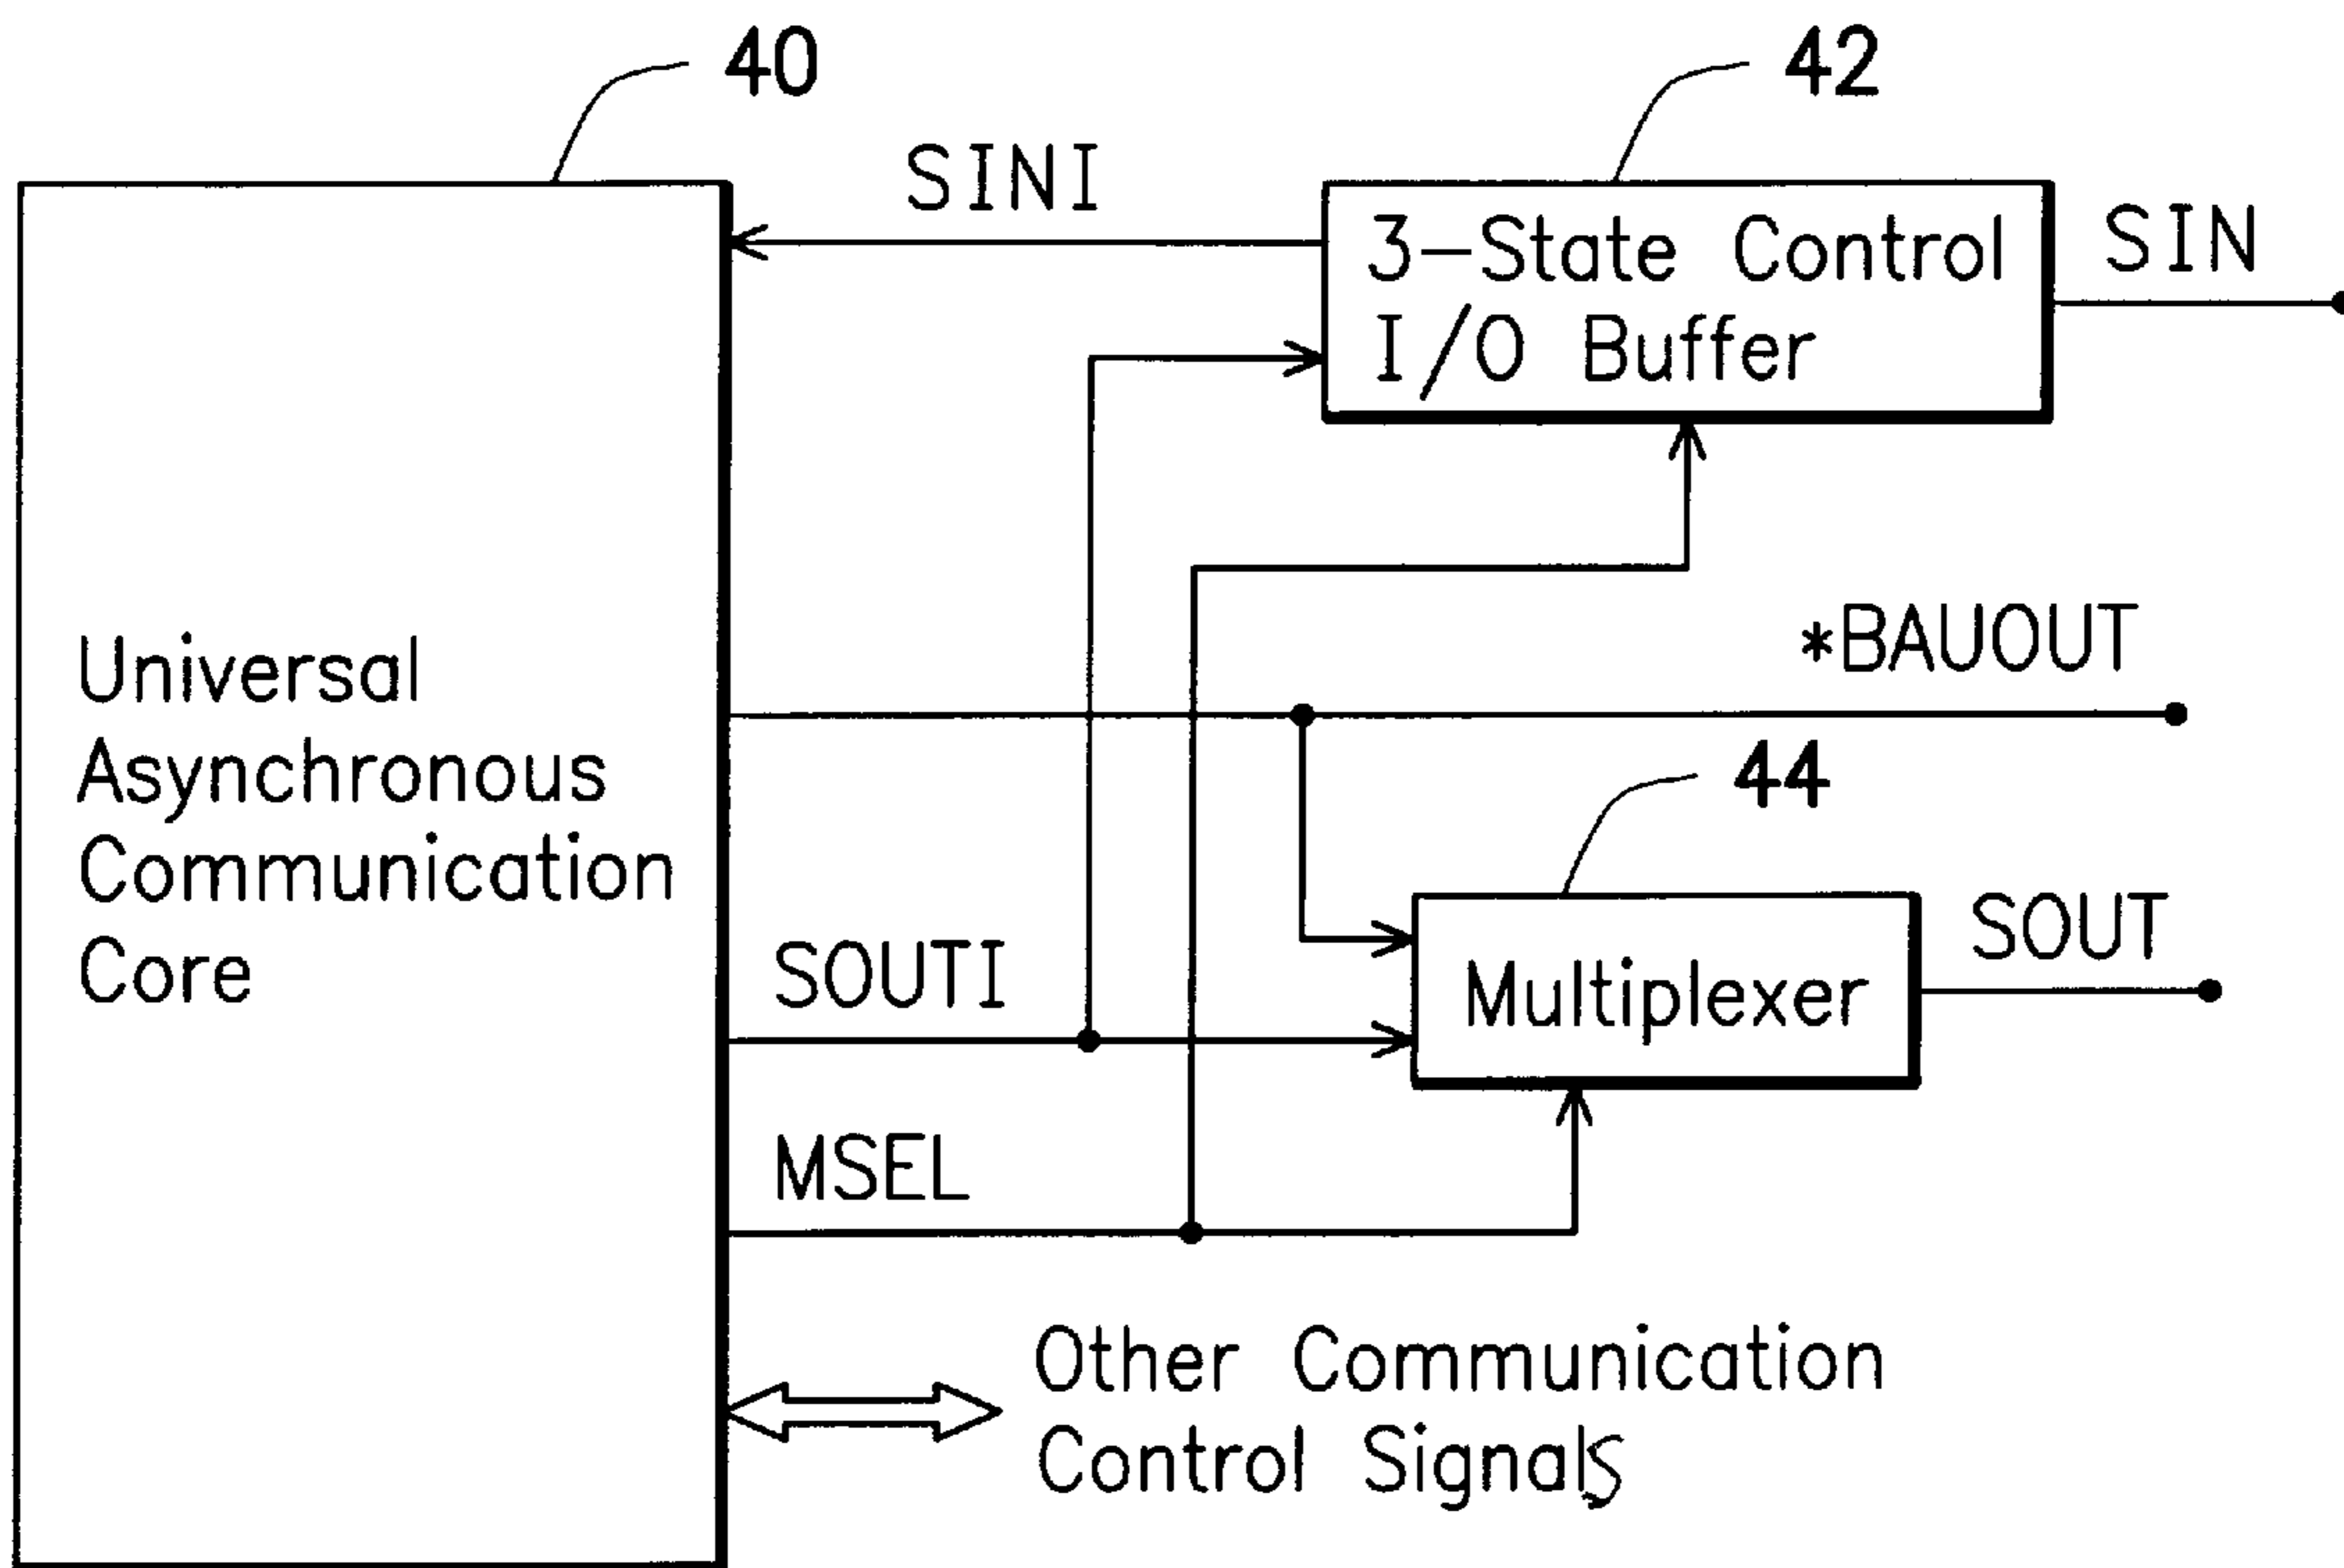 40
42
SINI
3-State Control
I/O Buffer
SIN
*BAUOUT
Universal
Asynchronous
Communication
Core
44
SOUTI
Multiplexer
SOUT
MSEL
Other Communication
Control Signals